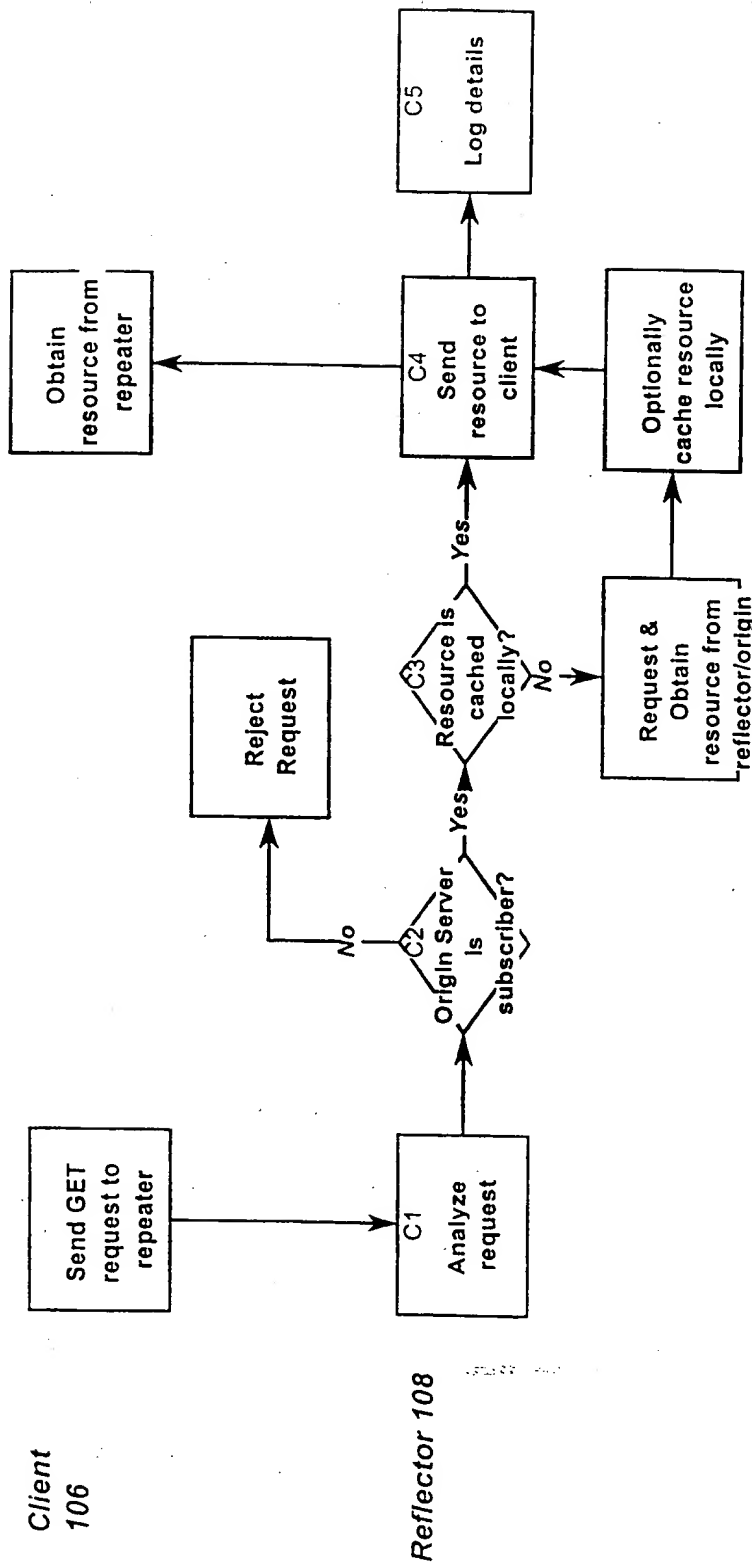 Client
106
Send GET
request to
repeater
Obtain
resource from
repeater
Reflector 108
C1
Analyze
request
C2
Origin Server
is
subscriber?
No
Reject
Request
Yes
C3
Resource is
cached
locally?
Yes
No
Request &
Obtain
resource from
reflector/origin
Optionally
cache resource
locally
C4
Send
resource to
client
C5
Log details